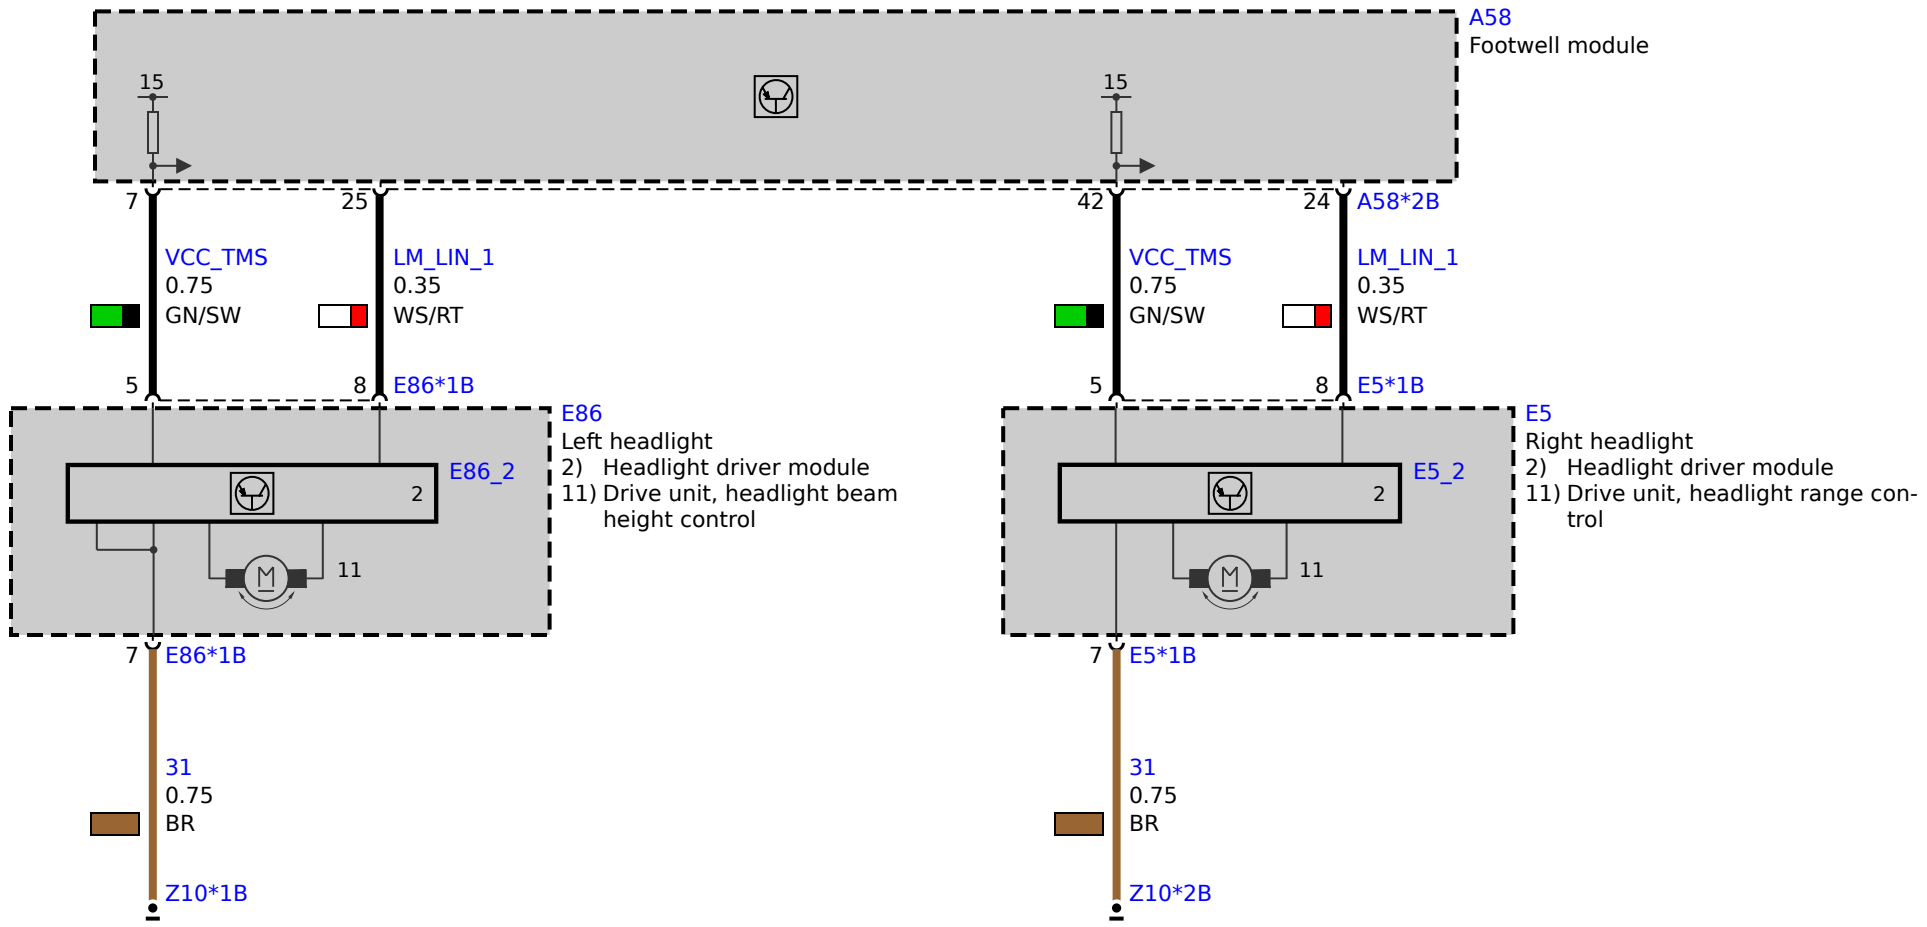 A58
Footwell module
15
15
7
25
42
24
A58*2B
VCC_TMS
0.75
GN/SW
LM_LIN_1
0.35
WS/RT
VCC_TMS
0.75
GN/SW
LM_LIN_1
0.35
WS/RT
5
8
E86*1B
5
8
E5*1B
E86
Left headlight
2) Headlight driver module
11) Drive unit, headlight beam
height control
E86_2
2
M
11
E5
Right headlight
2) Headlight driver module
11) Drive unit, headlight range con-
trol
E5_2
2
M
11
7
E86*1B
7
E5*1B
31
0.75
BR
31
0.75
BR
Z10*1B
Z10*2B